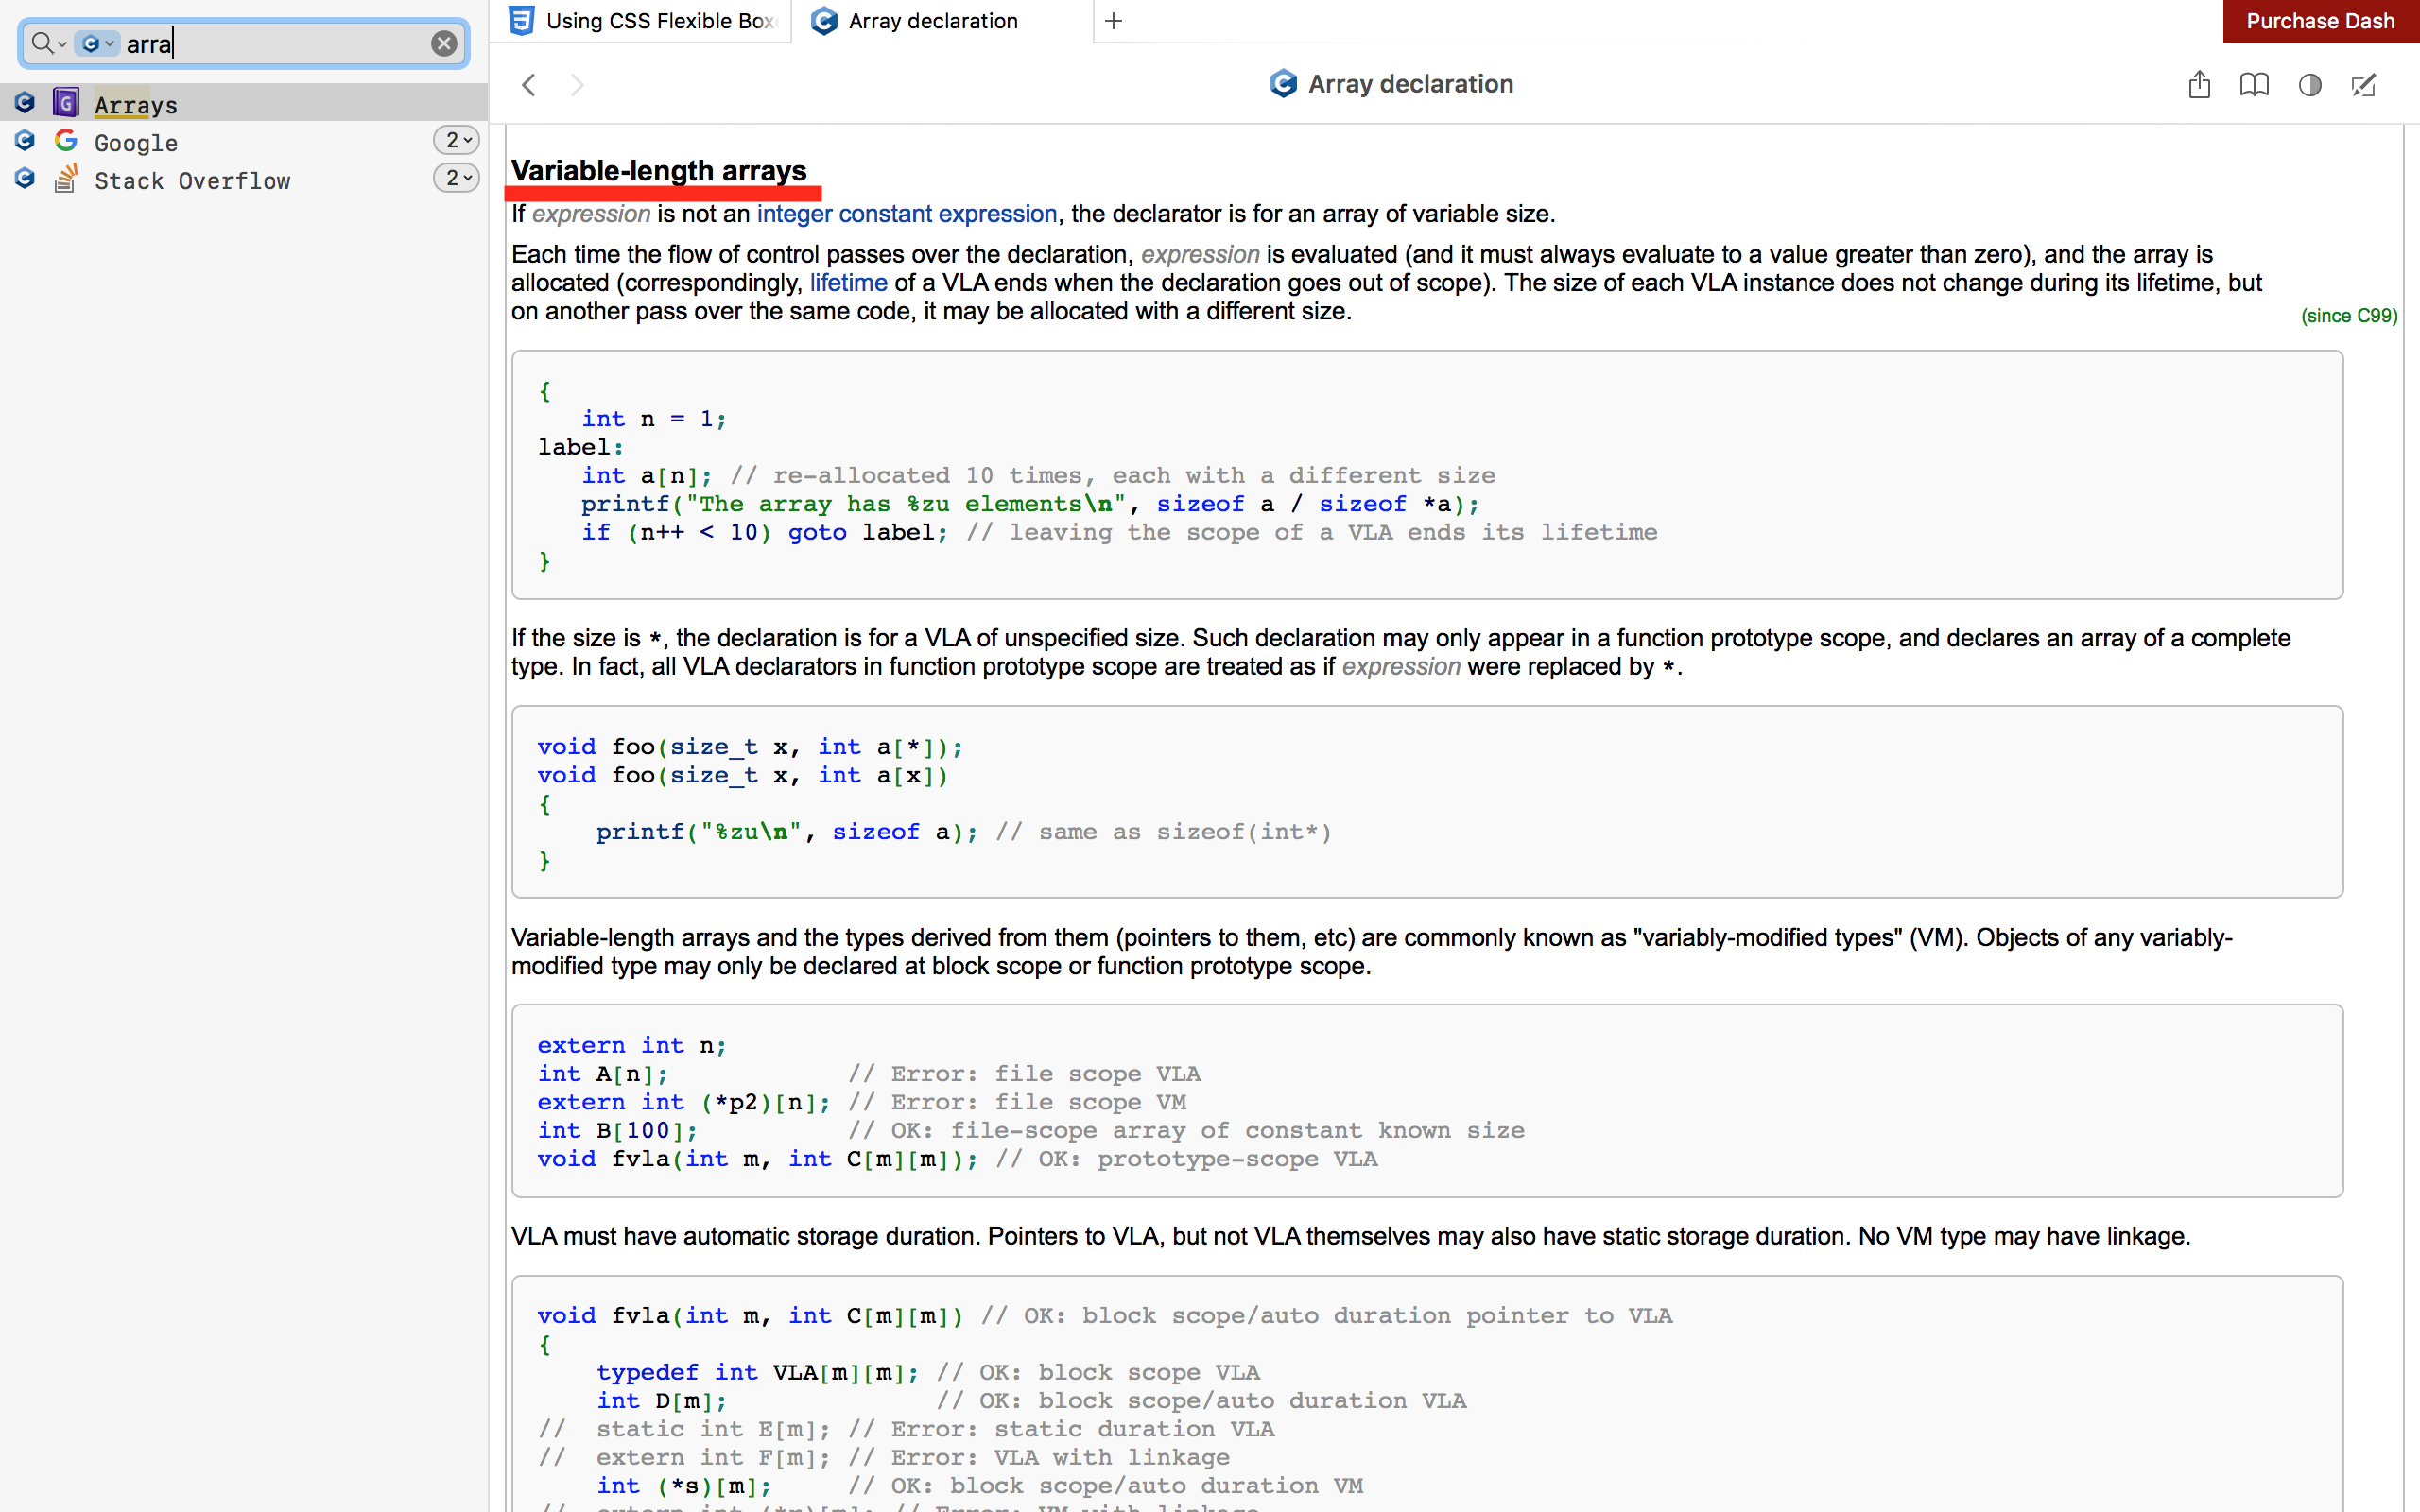 arra
Arrays
Google 2
Stack Overflow 2
Using CSS Flexible Box
Array declaration
Purchase Dash
Array declaration
Variable-length arrays
If expression is not an integer constant expression, the declarator is for an array of variable size.
Each time the flow of control passes over the declaration, expression is evaluated (and it must always evaluate to a value greater than zero), and the array is
allocated (correspondingly, lifetime of a VLA ends when the declaration goes out of scope). The size of each VLA instance does not change during its lifetime, but
on another pass over the same code, it may be allocated with a different size.
(since C99)
{
   int n = 1;
label:
   int a[n]; // re-allocated 10 times, each with a different size
   printf("The array has %zu elements\n", sizeof a / sizeof *a);
   if (n++ < 10) goto label; // leaving the scope of a VLA ends its lifetime
}
If the size is *, the declaration is for a VLA of unspecified size. Such declaration may only appear in a function prototype scope, and declares an array of a complete
type. In fact, all VLA declarators in function prototype scope are treated as if expression were replaced by *.
void foo(size_t x, int a[*]);
void foo(size_t x, int a[x])
{
    printf("%zu\n", sizeof a); // same as sizeof(int*)
}
Variable-length arrays and the types derived from them (pointers to them, etc) are commonly known as "variably-modified types" (VM). Objects of any variably-
modified type may only be declared at block scope or function prototype scope.
extern int n;
int A[n];            // Error: file scope VLA
extern int (*p2)[n]; // Error: file scope VM
int B[100];          // OK: file-scope array of constant known size
void fvla(int m, int C[m][m]); // OK: prototype-scope VLA
VLA must have automatic storage duration. Pointers to VLA, but not VLA themselves may also have static storage duration. No VM type may have linkage.
void fvla(int m, int C[m][m]) // OK: block scope/auto duration pointer to VLA
{
    typedef int VLA[m][m]; // OK: block scope VLA
    int D[m];              // OK: block scope/auto duration VLA
//  static int E[m]; // Error: static duration VLA
//  extern int F[m]; // Error: VLA with linkage
    int (*s)[m];     // OK: block scope/auto duration VM